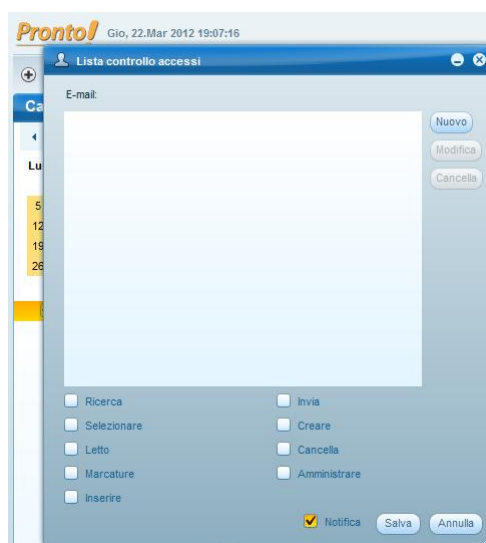 Pronto! Gio, 22.Mar 2012 19:07:16
Lista controllo accessi
Ca
E-mail:
Nuovo
Modifica
Cancella
Lu
5
12
19
26
Ricerca Invia
Selezionare Creare
Letto Cancella
Marcature Amministrare
Inserire
Notifica Salva Annulla